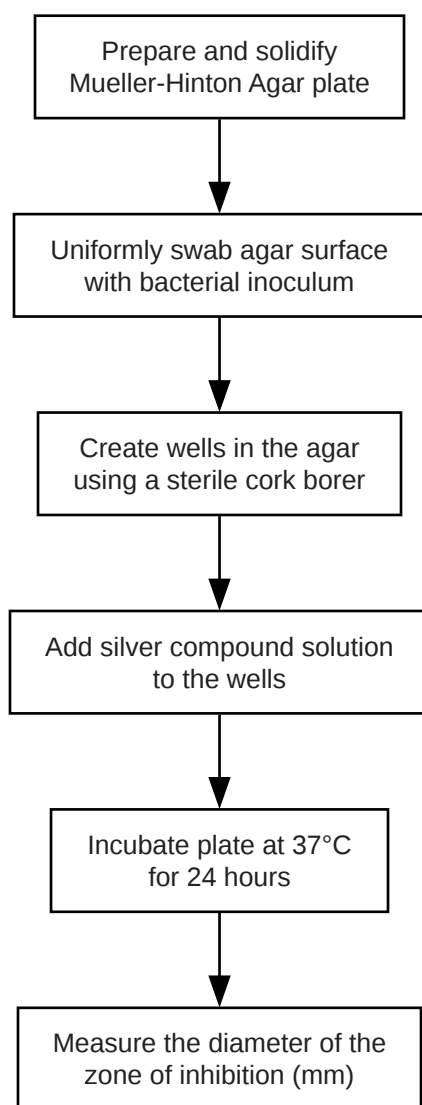 Prepare and solidify
Mueller-Hinton Agar plate
Uniformly swab agar surface
with bacterial inoculum
Create wells in the agar
using a sterile cork borer
Add silver compound solution
to the wells
Incubate plate at 37°C
for 24 hours
Measure the diameter of the
zone of inhibition (mm)